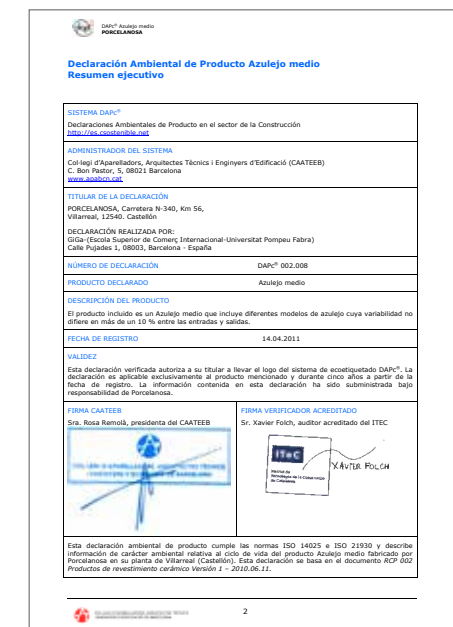 DAPc® Azulejo medio
PORCELANOSA
Declaración Ambiental de Producto Azulejo medio
Resumen ejecutivo
SISTEMA DAPc®
Declaraciones Ambientales de Producto en el sector de la Construcción
http://es.csostenible.net
ADMINISTRADOR DEL SISTEMA
Col·legi d'Aparelladors, Arquitectes Tècnics i Enginyers d'Edificació (CAATEEB)
C. Bon Pastor, 5, 08021 Barcelona
www.apabcn.cat
TITULAR DE LA DECLARACIÓN
PORCELANOSA, Carretera N-340, Km 56,
Villarreal, 12540. Castellón
DECLARACIÓN REALIZADA POR:
GiGa-(Escola Superior de Comerç Internacional-Universitat Pompeu Fabra)
Calle Pujades 1, 08003, Barcelona - España
NÚMERO DE DECLARACIÓN DAPc® 002.008
PRODUCTO DECLARADO Azulejo medio
DESCRIPCIÓN DEL PRODUCTO
El producto incluido es un Azulejo medio que incluye diferentes modelos de azulejo cuya variabilidad no
difiere en más de un 10 % entre las entradas y salidas.
FECHA DE REGISTRO 14.04.2011
VALIDEZ
Esta declaración verificada autoriza a su titular a llevar el logo del sistema de ecoetiquetado DAPc®. La
declaración es aplicable exclusivamente al producto mencionado y durante cinco años a partir de la
fecha de registro. La información contenida en esta declaración ha sido subministrada bajo
responsabilidad de Porcelanosa.
FIRMA CAATEEB
Sra. Rosa Remolà, presidenta del CAATEEB
FIRMA VERIFICADOR ACREDITADO
Sr. Xavier Folch, auditor acreditado del ITEC
ITeC
Institut de
Tecnologia de la Construcció
de Catalunya
XAVIER FOLCH
Esta declaración ambiental de producto cumple las normas ISO 14025 e ISO 21930 y describe
información de carácter ambiental relativa al ciclo de vida del producto Azulejo medio fabricado por
Porcelanosa en su planta de Villarreal (Castellón). Esta declaración se basa en el documento RCP 002
Productos de revestimiento cerámico Versión 1 – 2010.06.11.
2